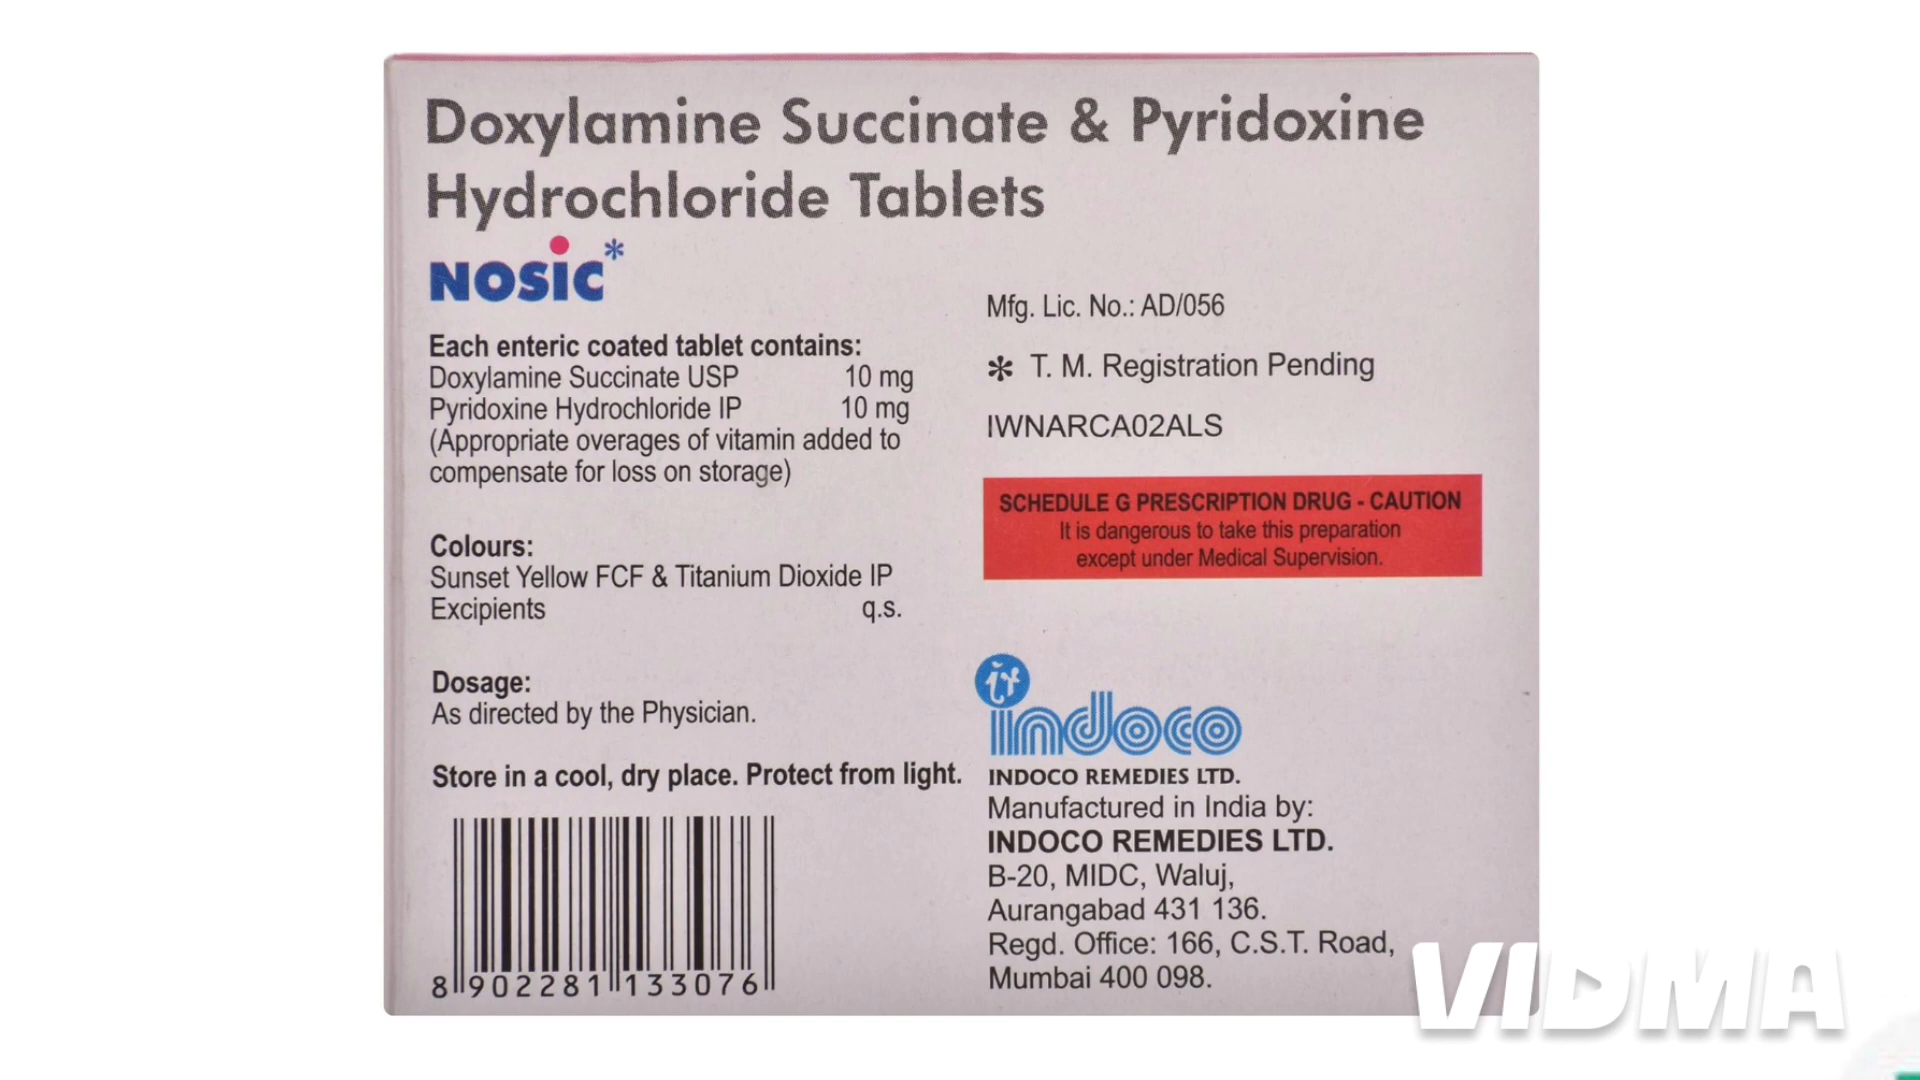 Doxylamine Succinate & Pyridoxine
Hydrochloride Tablets
NOSIC*
Each enteric coated tablet contains:
Doxylamine Succinate USP 10 mg
Pyridoxine Hydrochloride IP 10 mg
(Appropriate overages of vitamin added to
compensate for loss on storage)
Colours:
Sunset Yellow FCF & Titanium Dioxide IP
Excipients q.s.
Dosage:
As directed by the Physician.
Store in a cool, dry place. Protect from light.
8 902281 133076
Mfg. Lic. No.: AD/056
* T. M. Registration Pending
IWNARCA02ALS
SCHEDULE G PRESCRIPTION DRUG - CAUTION
It is dangerous to take this preparation
except under Medical Supervision.
indoco
INDOCO REMEDIES LTD.
Manufactured in India by:
INDOCO REMEDIES LTD.
B-20, MIDC, Waluj,
Aurangabad 431 136.
Regd. Office: 166, C.S.T. Road,
Mumbai 400 098.
VIDMA